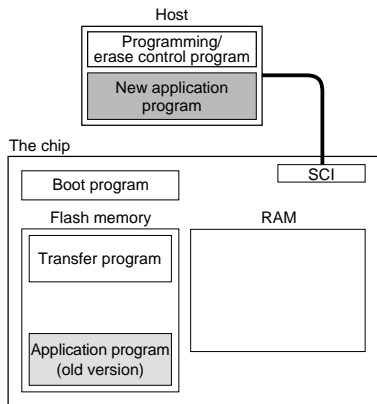 Host
Programming/
erase control program
New application
program
The chip
SCI
Boot program
Flash memory
RAM
Transfer program
Application program
(old version)